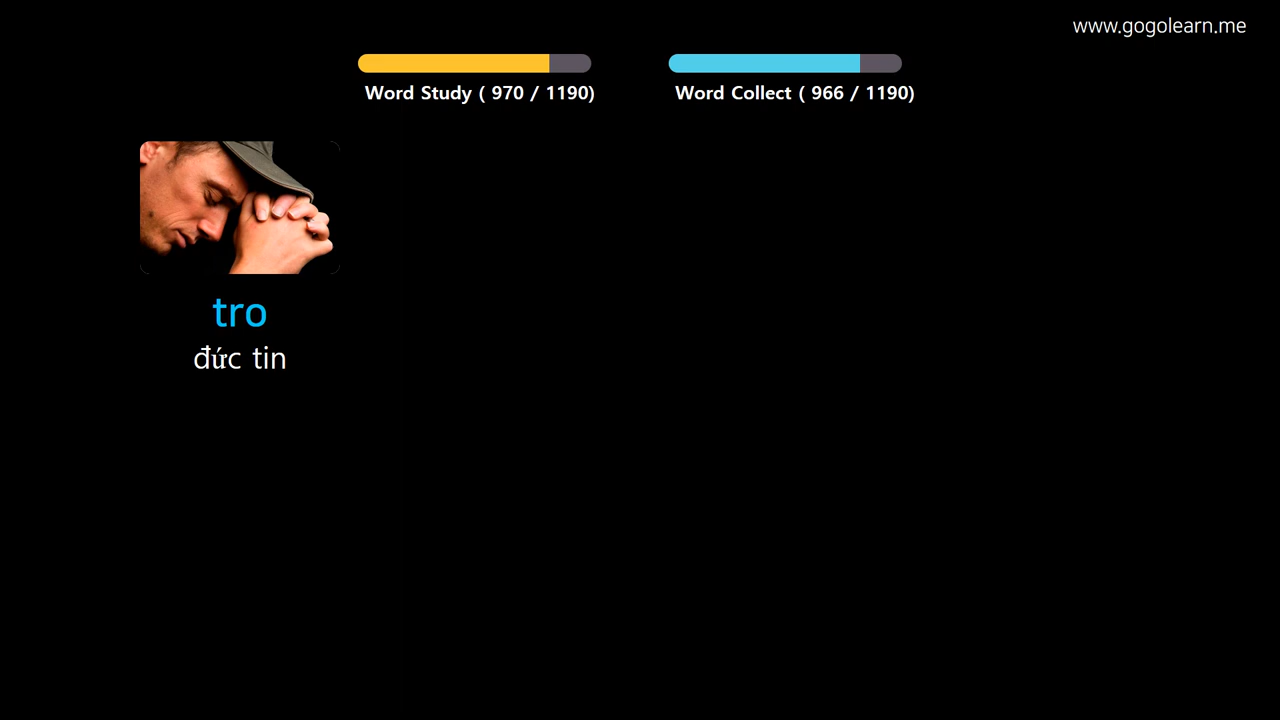 www.gogolearn.me
Word Study ( 970 / 1190)
Word Collect ( 966 / 1190)
tro
đức tin